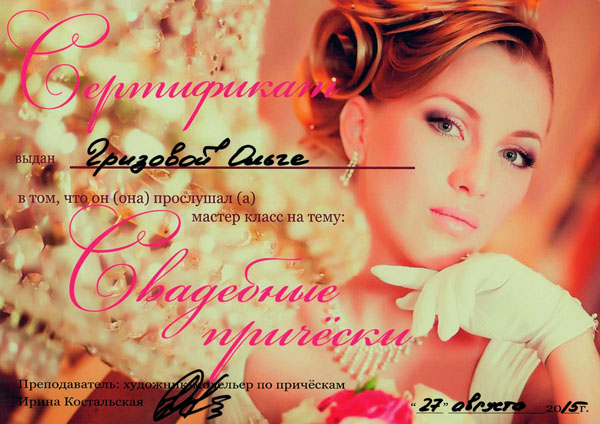 Сертификат
выдан Гризовой Ольге
в том, что он (она) прослушал (а)
мастер класс на тему:
Свадебные
причёски
Преподаватель: художник-модельер по причёскам
Ирина Костальская
“ 27 ” августа 2015г.